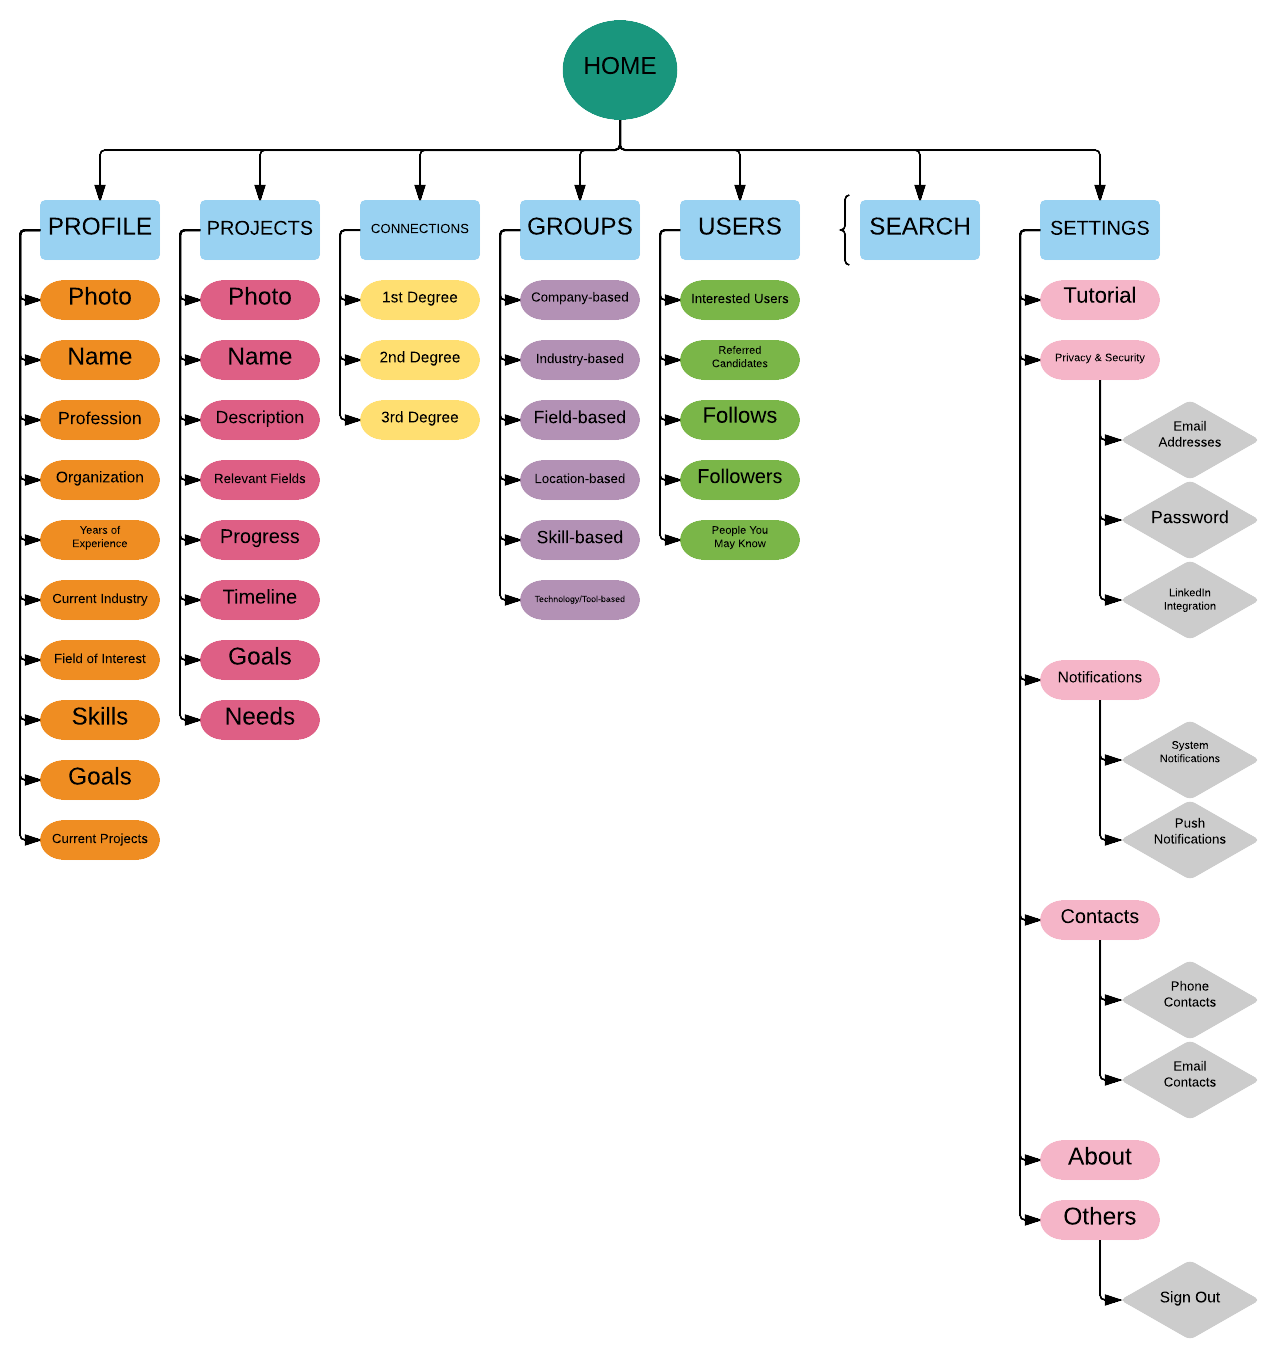 HOME
PROFILE
PROJECTS
CONNECTIONS
GROUPS
USERS
SEARCH
SETTINGS
Photo
Name
Profession
Organization
Years of
Experience
Current Industry
Field of Interest
Skills
Goals
Current Projects
Photo
Name
Description
Relevant Fields
Progress
Timeline
Goals
Needs
1st Degree
2nd Degree
3rd Degree
Company-based
Industry-based
Field-based
Location-based
Skill-based
Technology/Tool-based
Interested Users
Referred
Candidates
Follows
Followers
People You
May Know
Tutorial
Privacy & Security
Email
Addresses
Password
LinkedIn
Integration
Notifications
System
Notifications
Push
Notifications
Contacts
Phone
Contacts
Email
Contacts
About
Others
Sign Out